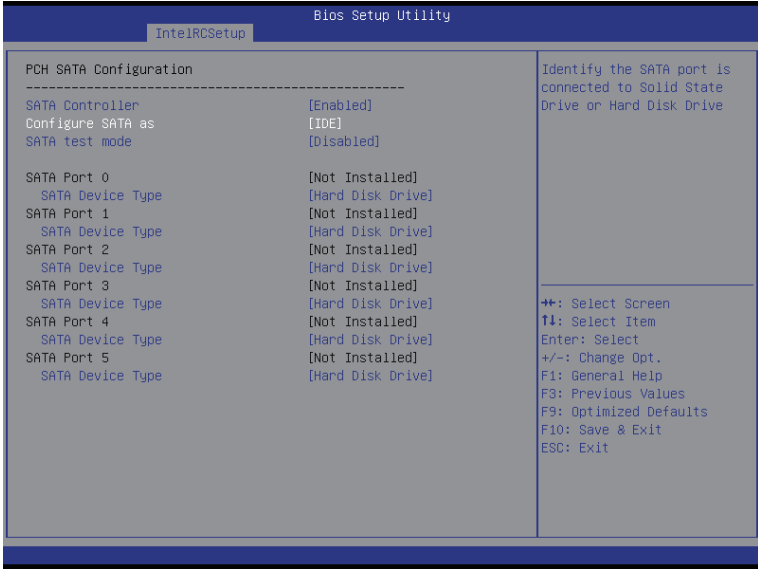 Bios Setup Utility
IntelRCSetup
PCH SATA Configuration
--------------------------------------------------
SATA Controller [Enabled]
Configure SATA as [IDE]
SATA test mode [Disabled]
SATA Port 0 [Not Installed]
SATA Device Type [Hard Disk Drive]
SATA Port 1 [Not Installed]
SATA Device Type [Hard Disk Drive]
SATA Port 2 [Not Installed]
SATA Device Type [Hard Disk Drive]
SATA Port 3 [Not Installed]
SATA Device Type [Hard Disk Drive]
SATA Port 4 [Not Installed]
SATA Device Type [Hard Disk Drive]
SATA Port 5 [Not Installed]
SATA Device Type [Hard Disk Drive]
Identify the SATA port is
connected to Solid State
Drive or Hard Disk Drive
→←: Select Screen
↑↓: Select Item
Enter: Select
+/-: Change Opt.
F1: General Help
F3: Previous Values
F9: Optimized Defaults
F10: Save & Exit
ESC: Exit